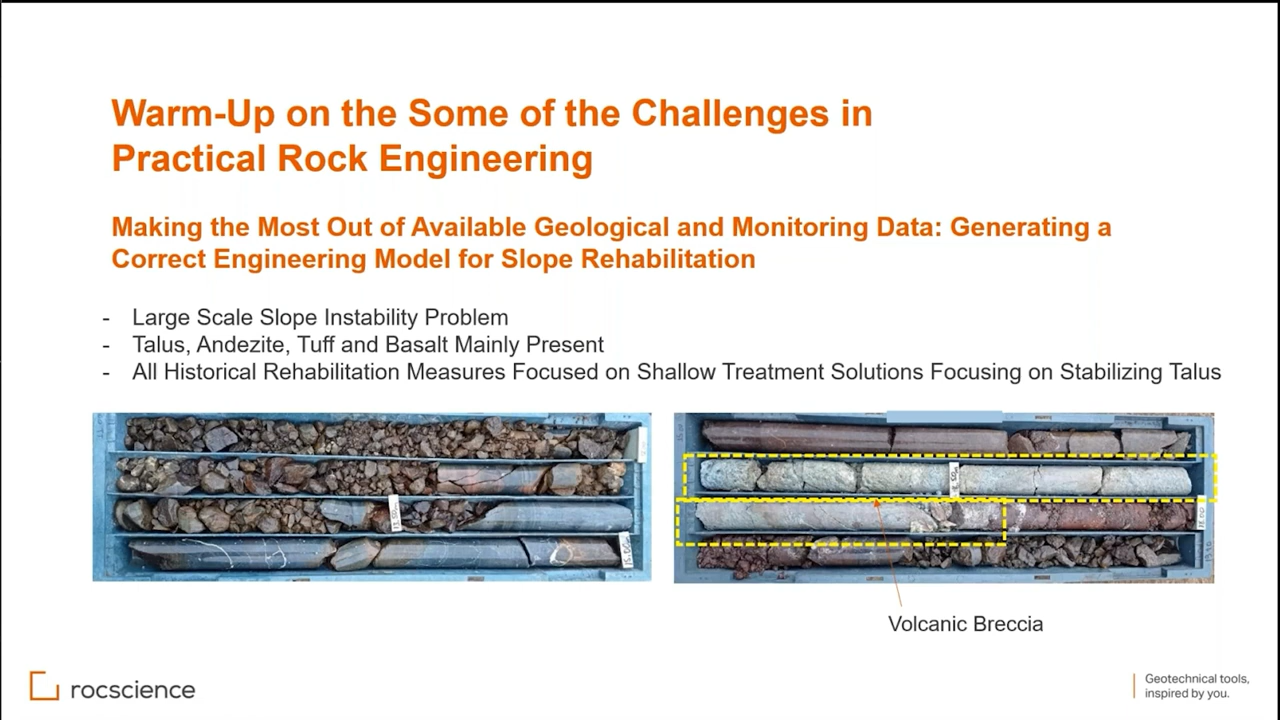 Warm-Up on the Some of the Challenges in
Practical Rock Engineering
Making the Most Out of Available Geological and Monitoring Data: Generating a
Correct Engineering Model for Slope Rehabilitation
- Large Scale Slope Instability Problem
- Talus, Andezite, Tuff and Basalt Mainly Present
- All Historical Rehabilitation Measures Focused on Shallow Treatment Solutions Focusing on Stabilizing Talus
Volcanic Breccia
rocscience
Geotechnical tools,
inspired by you.